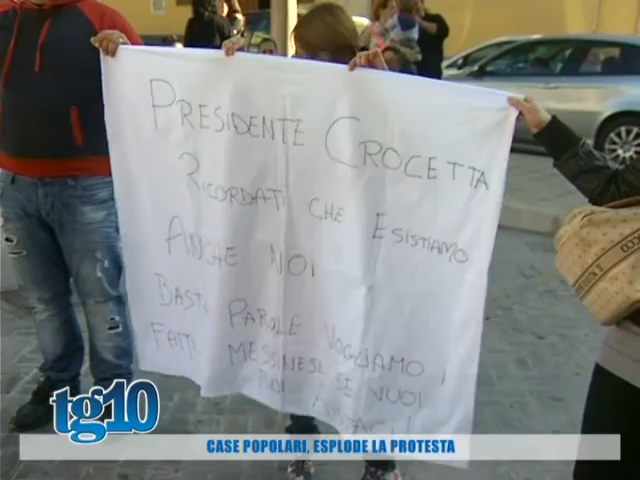 PRESIDENTE CROCETTA
RICORDATI CHE ESISTIAMO
ANCHE NOI
BASTA PAROLE VOGLIAMO I
FATTI. MESSINESE SE VUOI
PUOI
tg10
CASE POPOLARI, ESPLODE LA PROTESTA